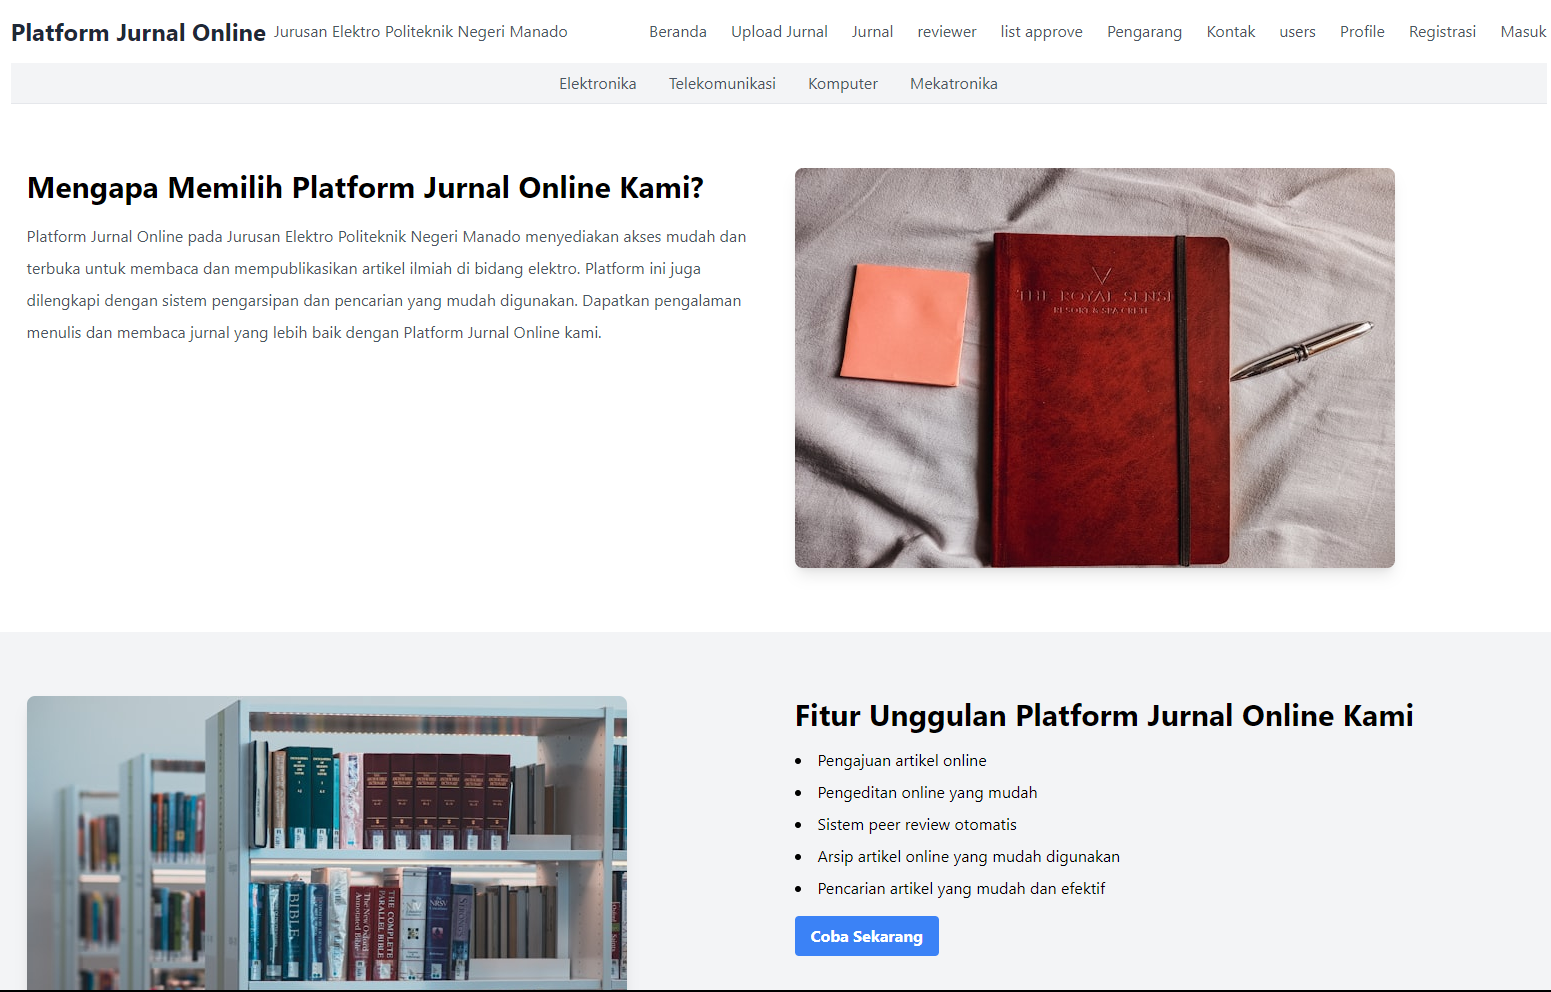 Platform Jurnal Online Jurusan Elektro Politeknik Negeri Manado Beranda Upload Jurnal Jurnal reviewer list approve Pengarang Kontak users Profile Registrasi Masuk
Elektronika Telekomunikasi Komputer Mekatronika
Mengapa Memilih Platform Jurnal Online Kami?
Platform Jurnal Online pada Jurusan Elektro Politeknik Negeri Manado menyediakan akses mudah dan
terbuka untuk membaca dan mempublikasikan artikel ilmiah di bidang elektro. Platform ini juga
dilengkapi dengan sistem pengarsipan dan pencarian yang mudah digunakan. Dapatkan pengalaman
menulis dan membaca jurnal yang lebih baik dengan Platform Jurnal Online kami.
THE ROYAL SENSES
RESORT & SPA CRETE
Fitur Unggulan Platform Jurnal Online Kami
• Pengajuan artikel online
• Pengeditan online yang mudah
• Sistem peer review otomatis
• Arsip artikel online yang mudah digunakan
• Pencarian artikel yang mudah dan efektif
Coba Sekarang
BIBLE
THE COMPLETE
PARALLEL BIBLE
NIV
NRSV